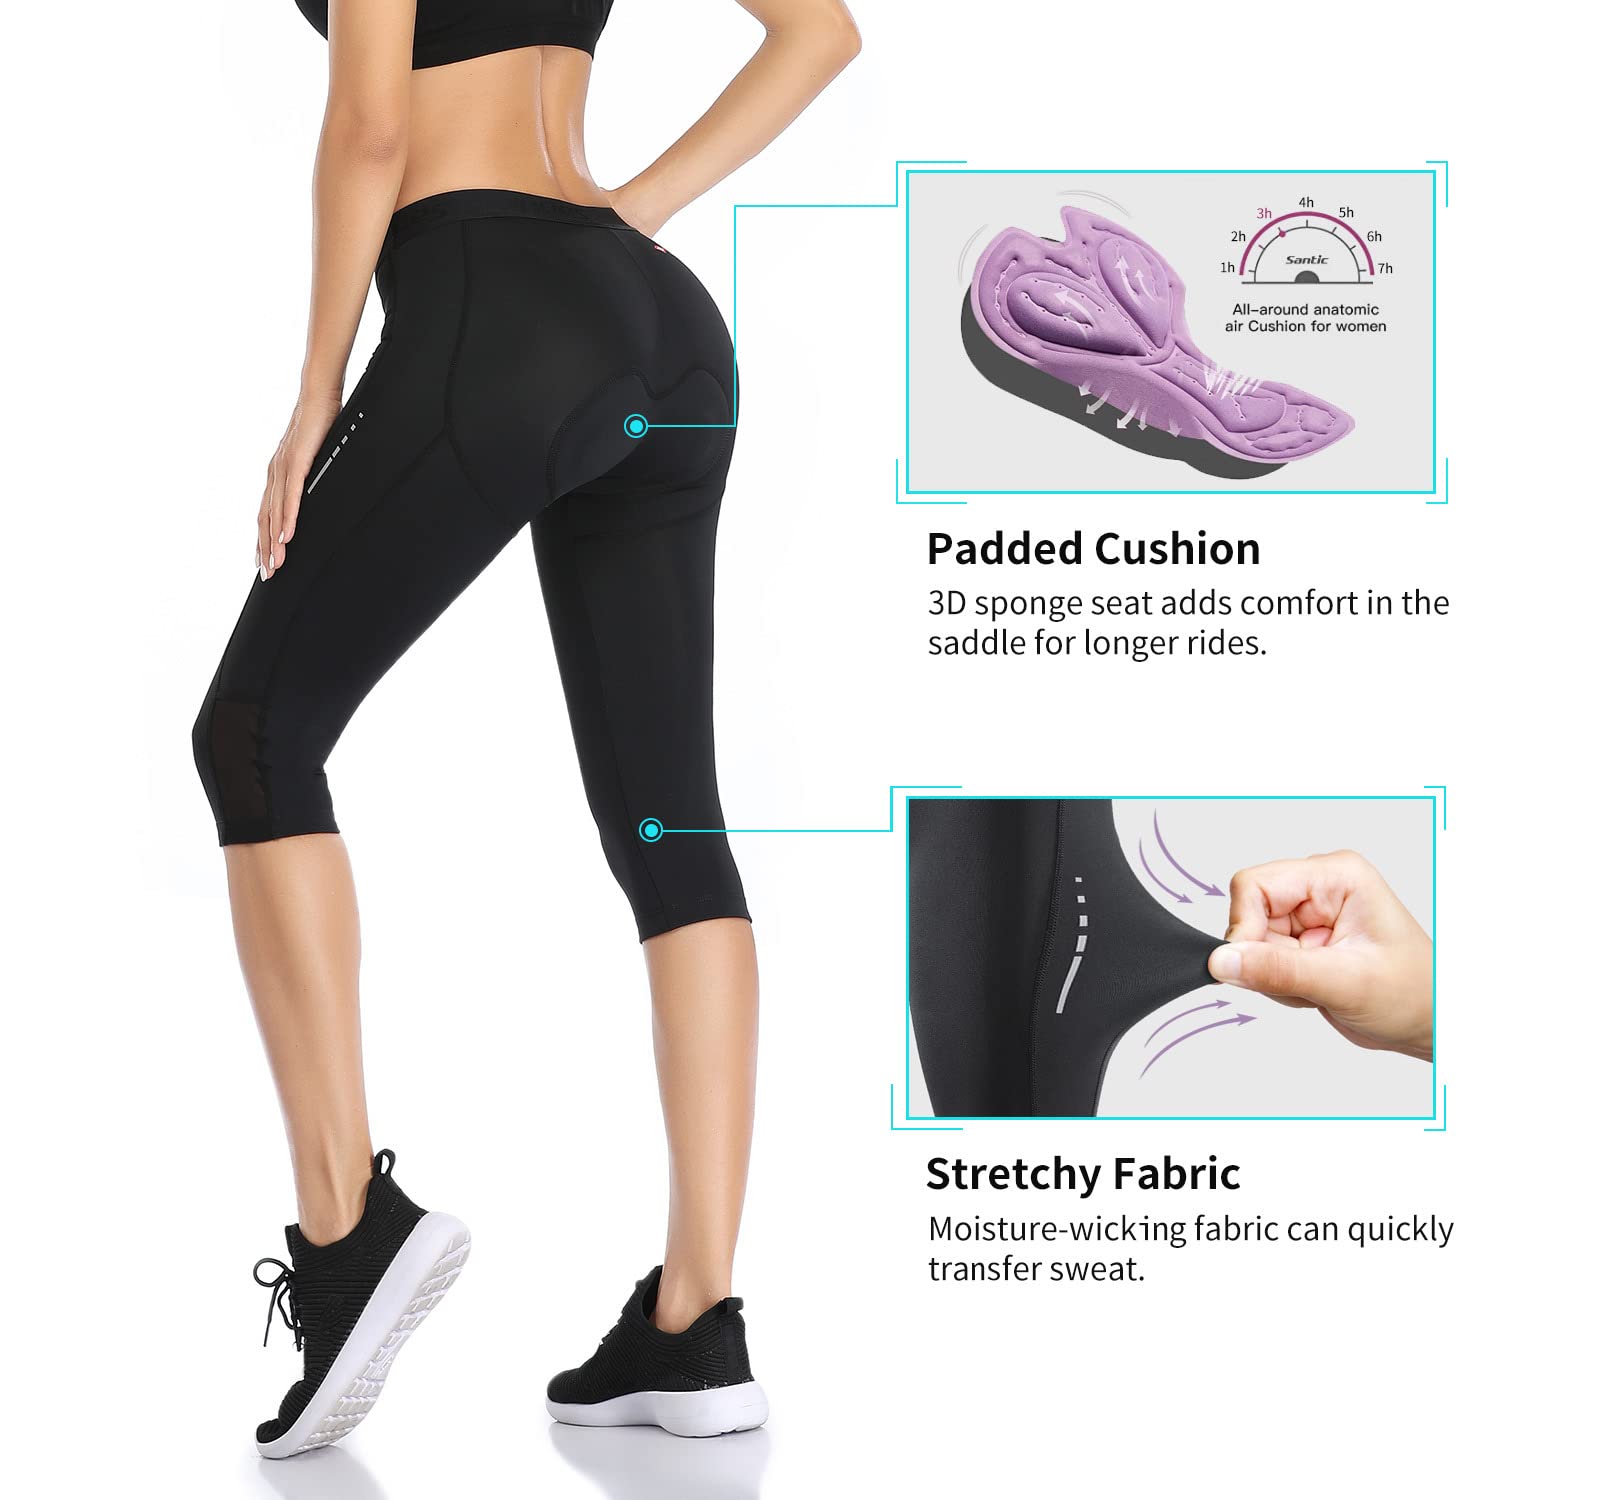 4h
3h 5h
2h 6h
1h Santic 7h
All-around anatomic
air Cushion for women
Padded Cushion
3D sponge seat adds comfort in the
saddle for longer rides.
Stretchy Fabric
Moisture-wicking fabric can quickly
transfer sweat.